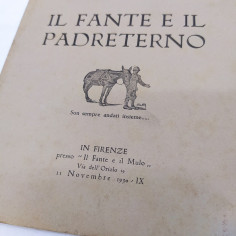 IL FANTE E IL
PADRETERNO
Son sempre andati insieme....
IN FIRENZE
presso "Il Fante e il Mulo„
Via dell'Oriolo „
11 Novembre 1930 - IX